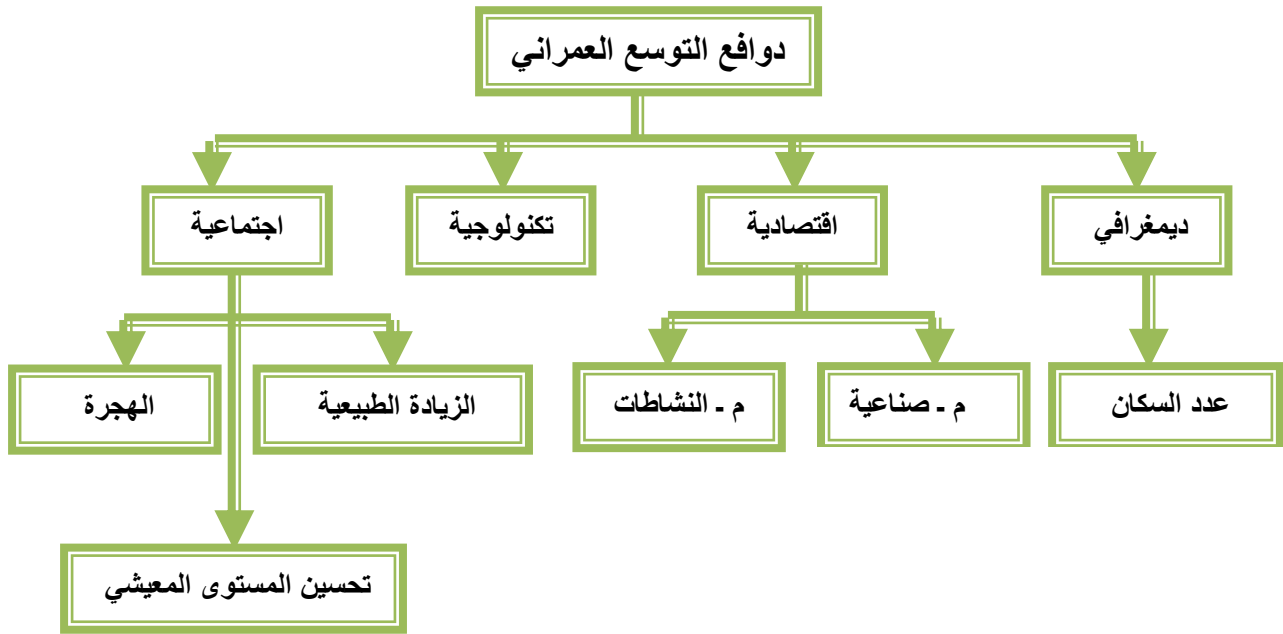 دوافع التوسع العمراني
ديمغرافي
اقتصادية
تكنولوجية
اجتماعية
عدد السكان
م ـ صناعية
م ـ النشاطات
الزيادة الطبيعية
الهجرة
تحسين المستوى المعيشي